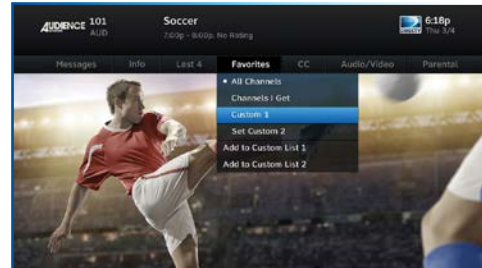 AUDIENCE 101
AUD
Soccer
7:00p - 8:00p, No Rating
DIRECTV
6:18p
Thu 3/4
Messages Info Last 4 Favorites CC Audio/Video Parental
• All Channels
Channels I Get
Custom 1
Set Custom 2
Add to Custom List 1
Add to Custom List 2